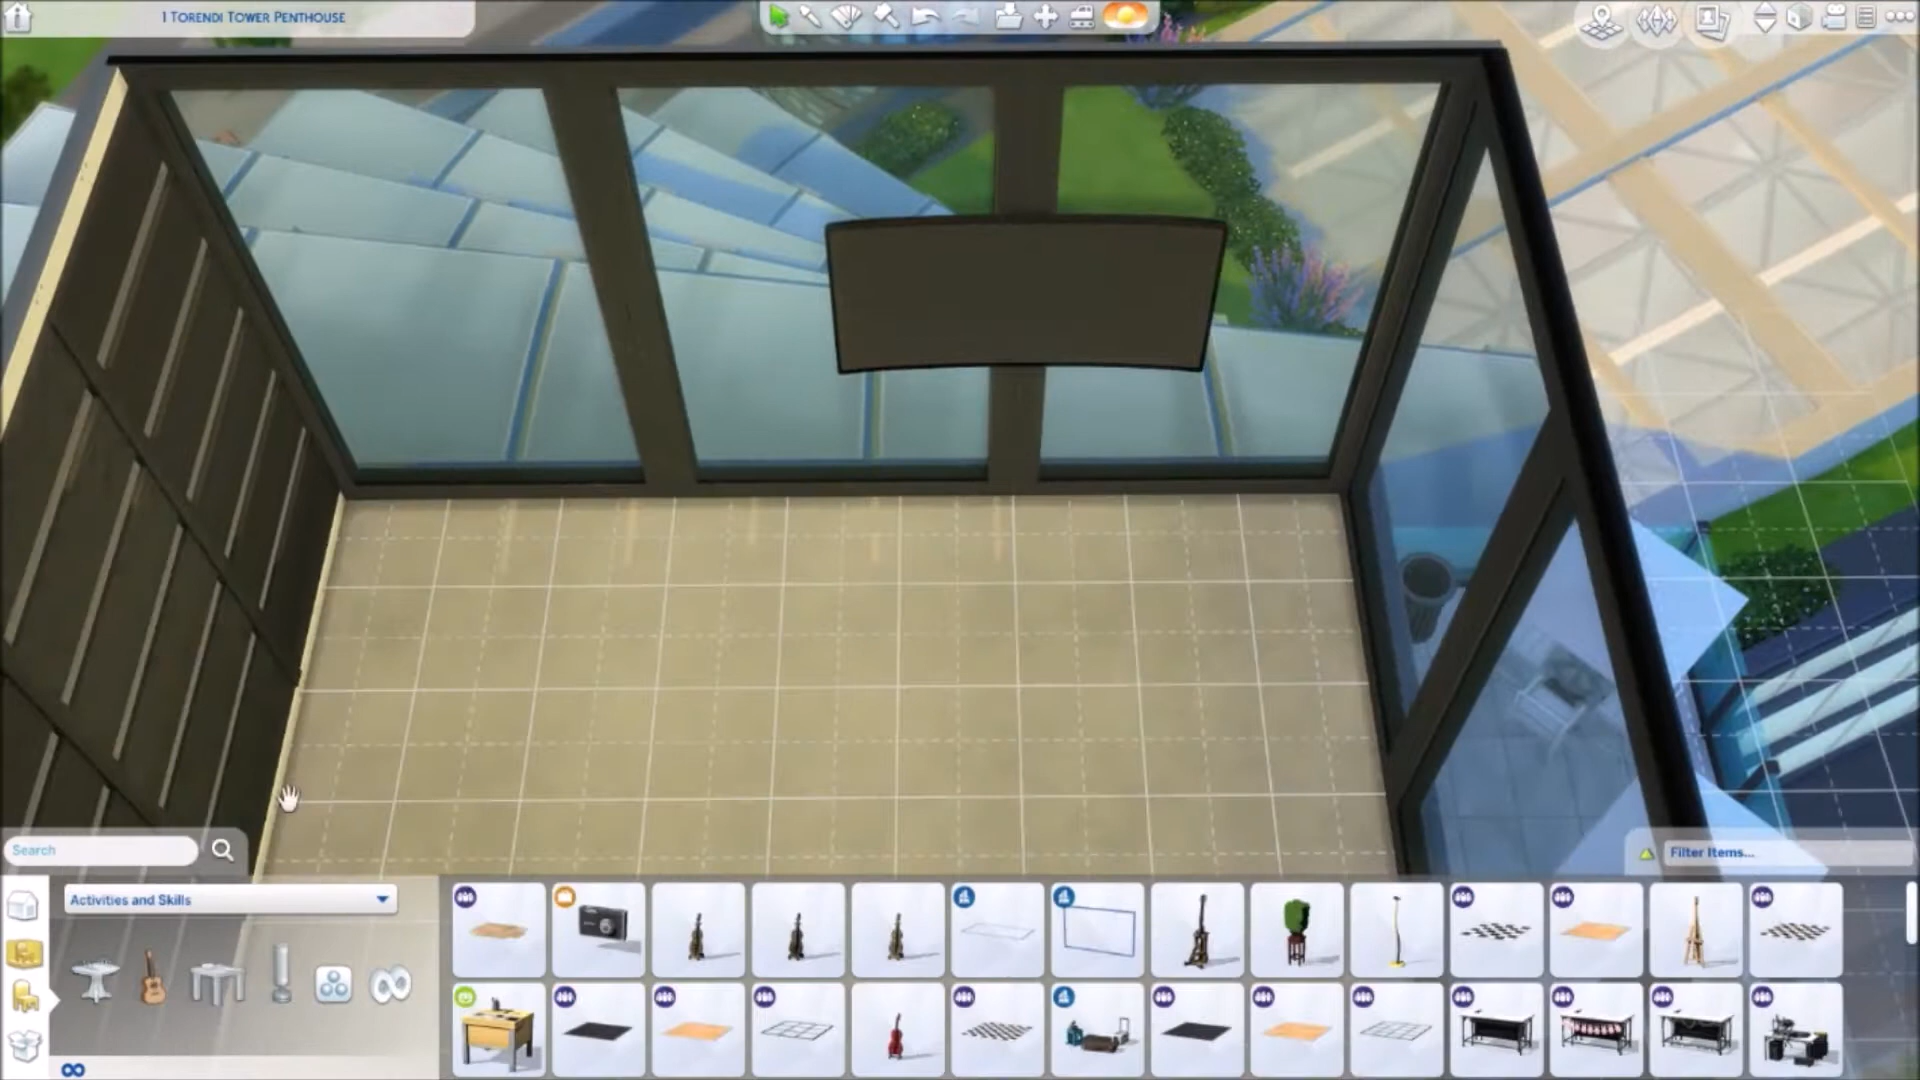 1 Torendi Tower Penthouse
Search
Filter Items...
Activities and Skills